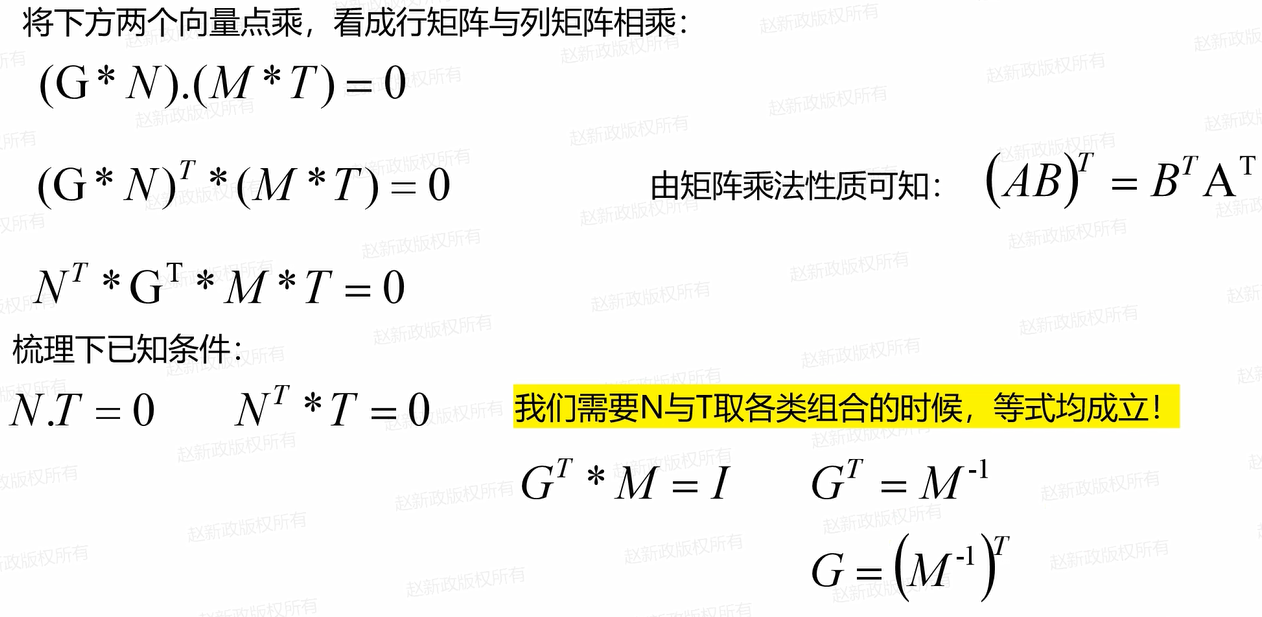 将下方两个向量点乘，看成行矩阵与列矩阵相乘：
(G * N).(M * T) = 0
(G * N)^T * (M * T) = 0
由矩阵乘法性质可知： (AB)^T = B^T A^T
N^T * G^T * M * T = 0
梳理下已知条件：
N.T = 0 N^T * T = 0 我们需要N与T取各类组合的时候，等式均成立！
G^T * M = I G^T = M^-1
G = (M^-1)^T
赵新政版权所有